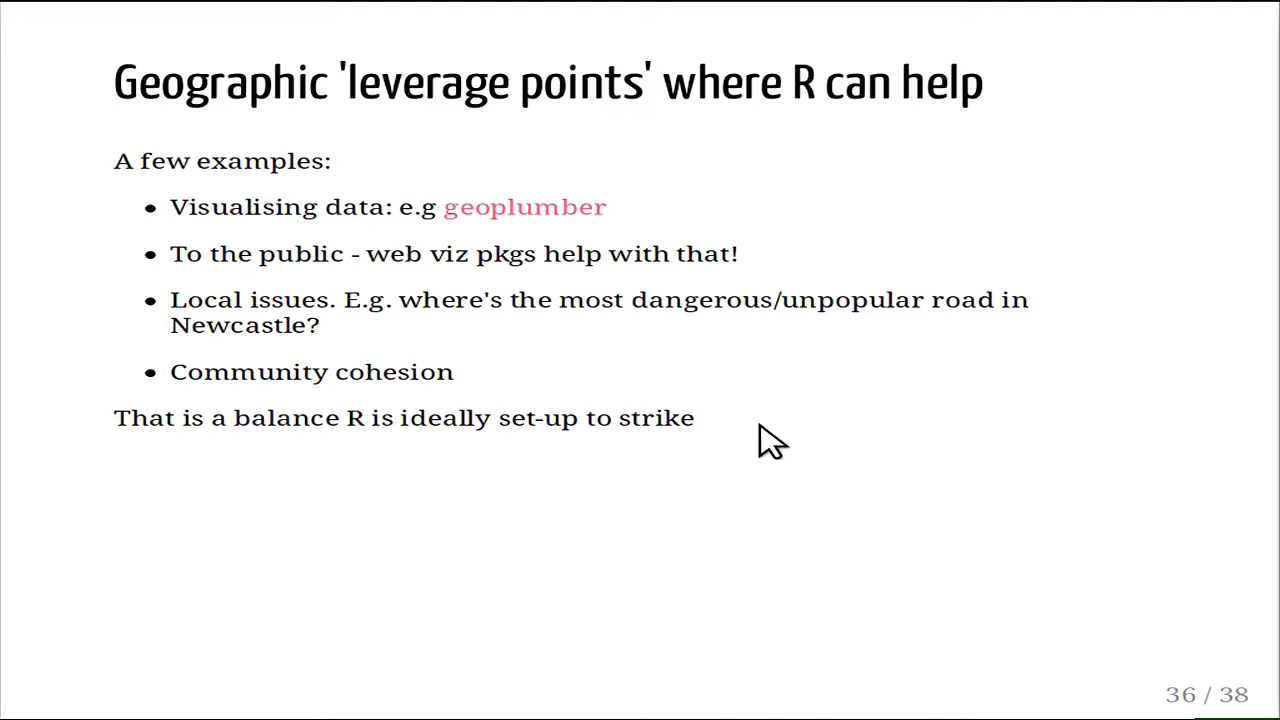 Geographic 'leverage points' where R can help
A few examples:
• Visualising data: e.g geoplumber
• To the public - web viz pkgs help with that!
• Local issues. E.g. where's the most dangerous/unpopular road in
Newcastle?
• Community cohesion
That is a balance R is ideally set-up to strike
36 / 38